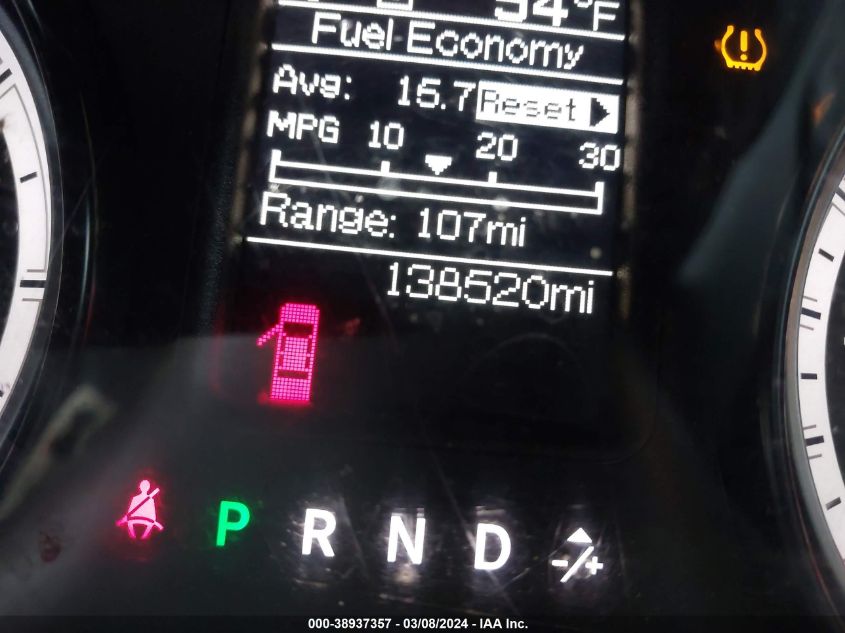 54°F
Fuel Economy
Avg: 15.7 Reset
MPG 10 20 30
Range: 107mi
138520mi
P R N D -/+
000-38937357 - 03/08/2024 - IAA Inc.